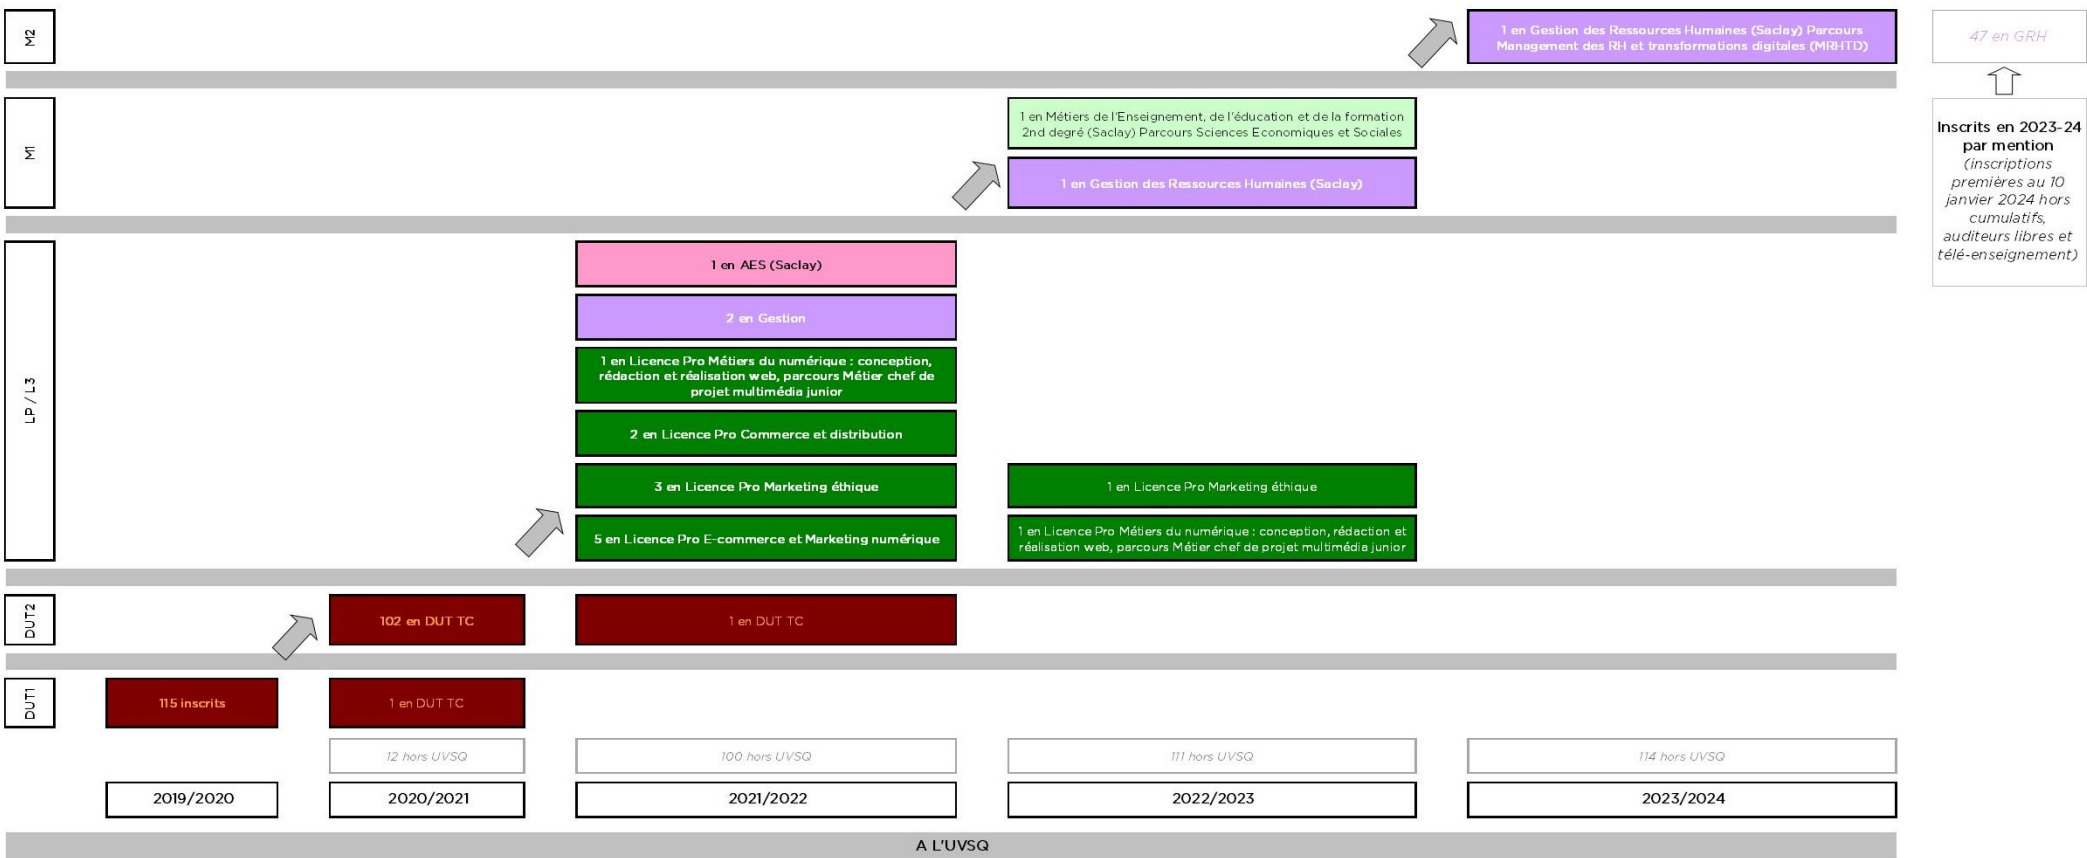 M2
1 en Gestion des Ressources Humaines (Saclay) Parcours
Management des RH et transformations digitales (MRHTD)
47 en GRH
M1
1 en Métiers de l'Enseignement, de l'éducation et de la formation
2nd degré (Saclay) Parcours Sciences Economiques et Sociales
1 en Gestion des Ressources Humaines (Saclay)
Inscrits en 2023-24
par mention
(inscriptions
premières au 10
janvier 2024 hors
cumulatifs,
auditeurs libres et
télé-enseignement)
LP / L3
1 en AES (Saclay)
2 en Gestion
1 en Licence Pro Métiers du numérique : conception,
rédaction et réalisation web, parcours Métier chef de
projet multimédia junior
2 en Licence Pro Commerce et distribution
3 en Licence Pro Marketing éthique
1 en Licence Pro Marketing éthique
5 en Licence Pro E-commerce et Marketing numérique
1 en Licence Pro Métiers du numérique : conception, rédaction et
réalisation web, parcours Métier chef de projet multimédia junior
DUT2
102 en DUT TC
1 en DUT TC
DUT1
115 inscrits
1 en DUT TC
12 hors UVSQ
100 hors UVSQ
111 hors UVSQ
114 hors UVSQ
2019/2020
2020/2021
2021/2022
2022/2023
2023/2024
A L'UVSQ